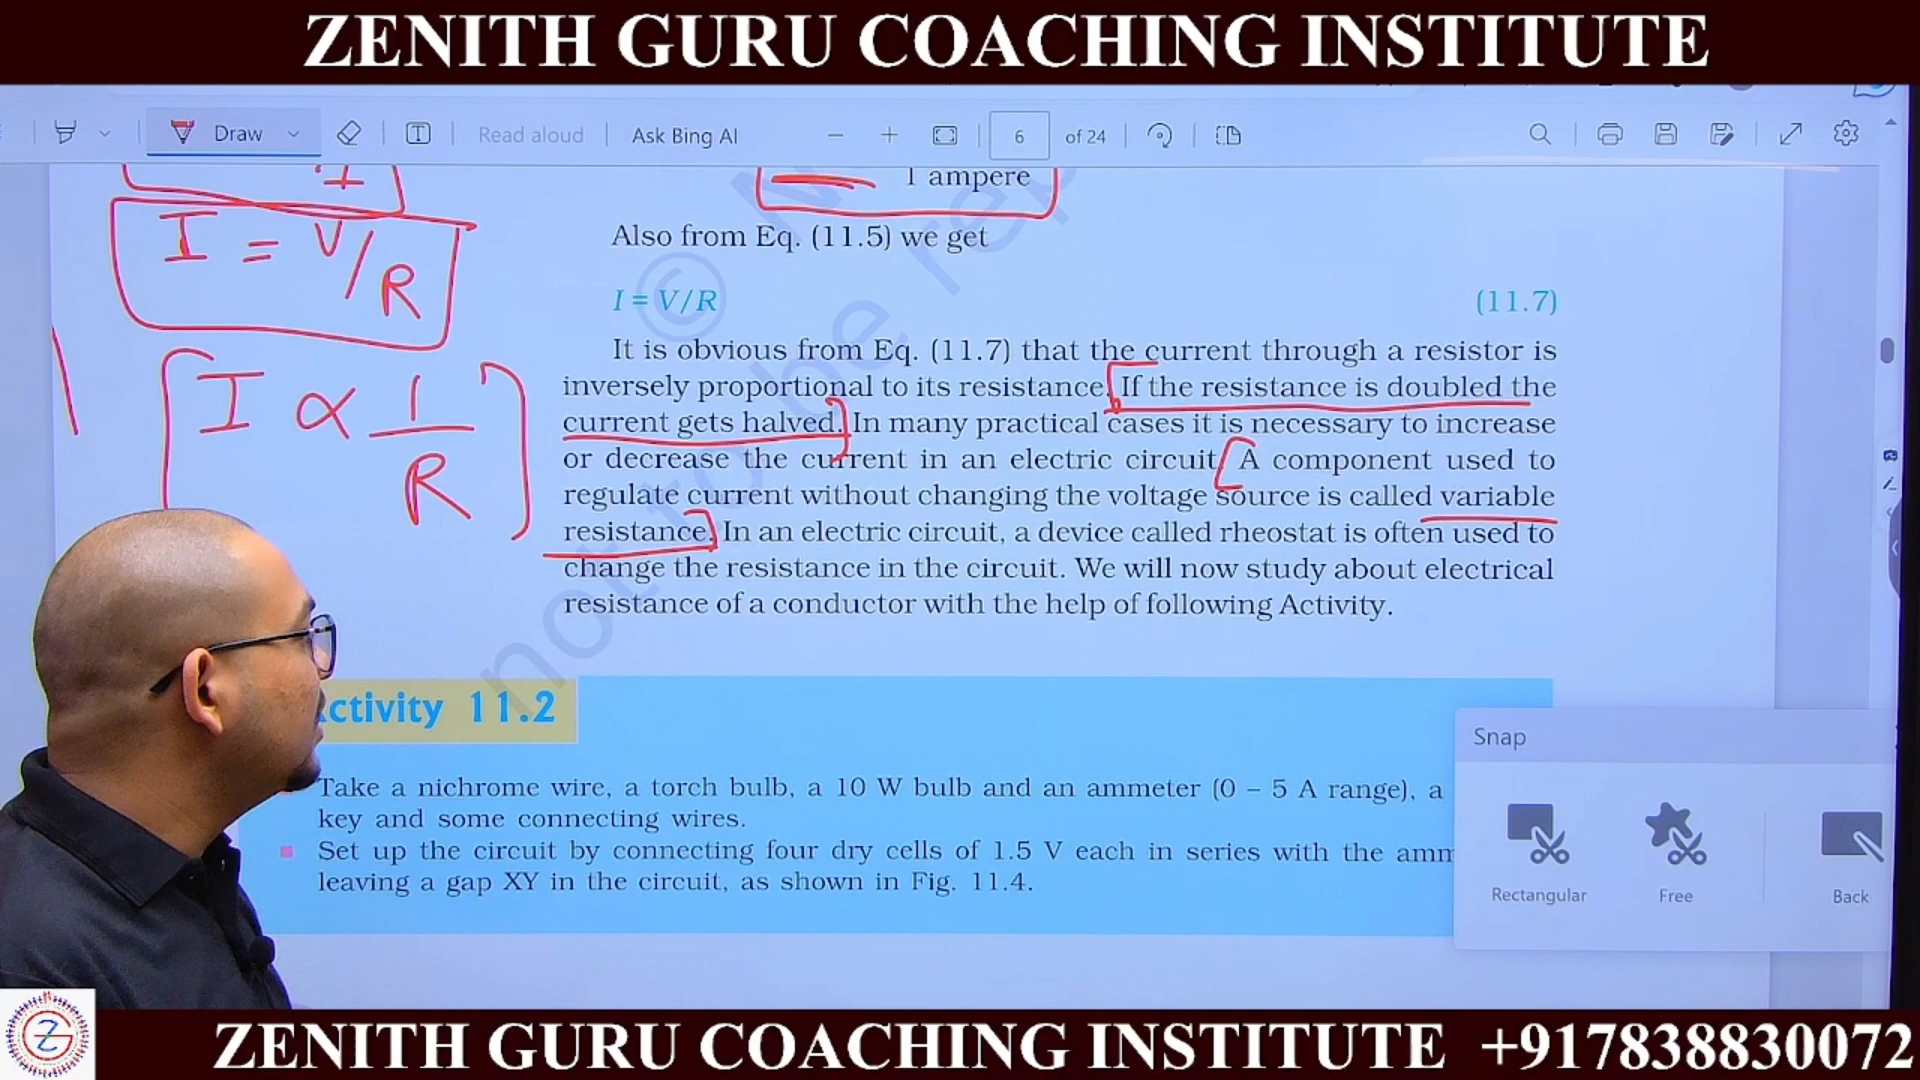 ZENITH GURU COACHING INSTITUTE
Draw
Read aloud
Ask Bing AI
6 of 24
I
1 ampere
I = V/R
Also from Eq. (11.5) we get
I = V/R (11.7)
I ∝ 1/R
It is obvious from Eq. (11.7) that the current through a resistor is
inversely proportional to its resistance. If the resistance is doubled the
current gets halved. In many practical cases it is necessary to increase
or decrease the current in an electric circuit. A component used to
regulate current without changing the voltage source is called variable
resistance. In an electric circuit, a device called rheostat is often used to
change the resistance in the circuit. We will now study about electrical
resistance of a conductor with the help of following Activity.
© not to be rep
ctivity 11.2
Take a nichrome wire, a torch bulb, a 10 W bulb and an ammeter (0 – 5 A range), a
key and some connecting wires.
Set up the circuit by connecting four dry cells of 1.5 V each in series with the amm
leaving a gap XY in the circuit, as shown in Fig. 11.4.
Snap
Rectangular
Free
Back
ZG
ZENITH GURU COACHING INSTITUTE +917838830072